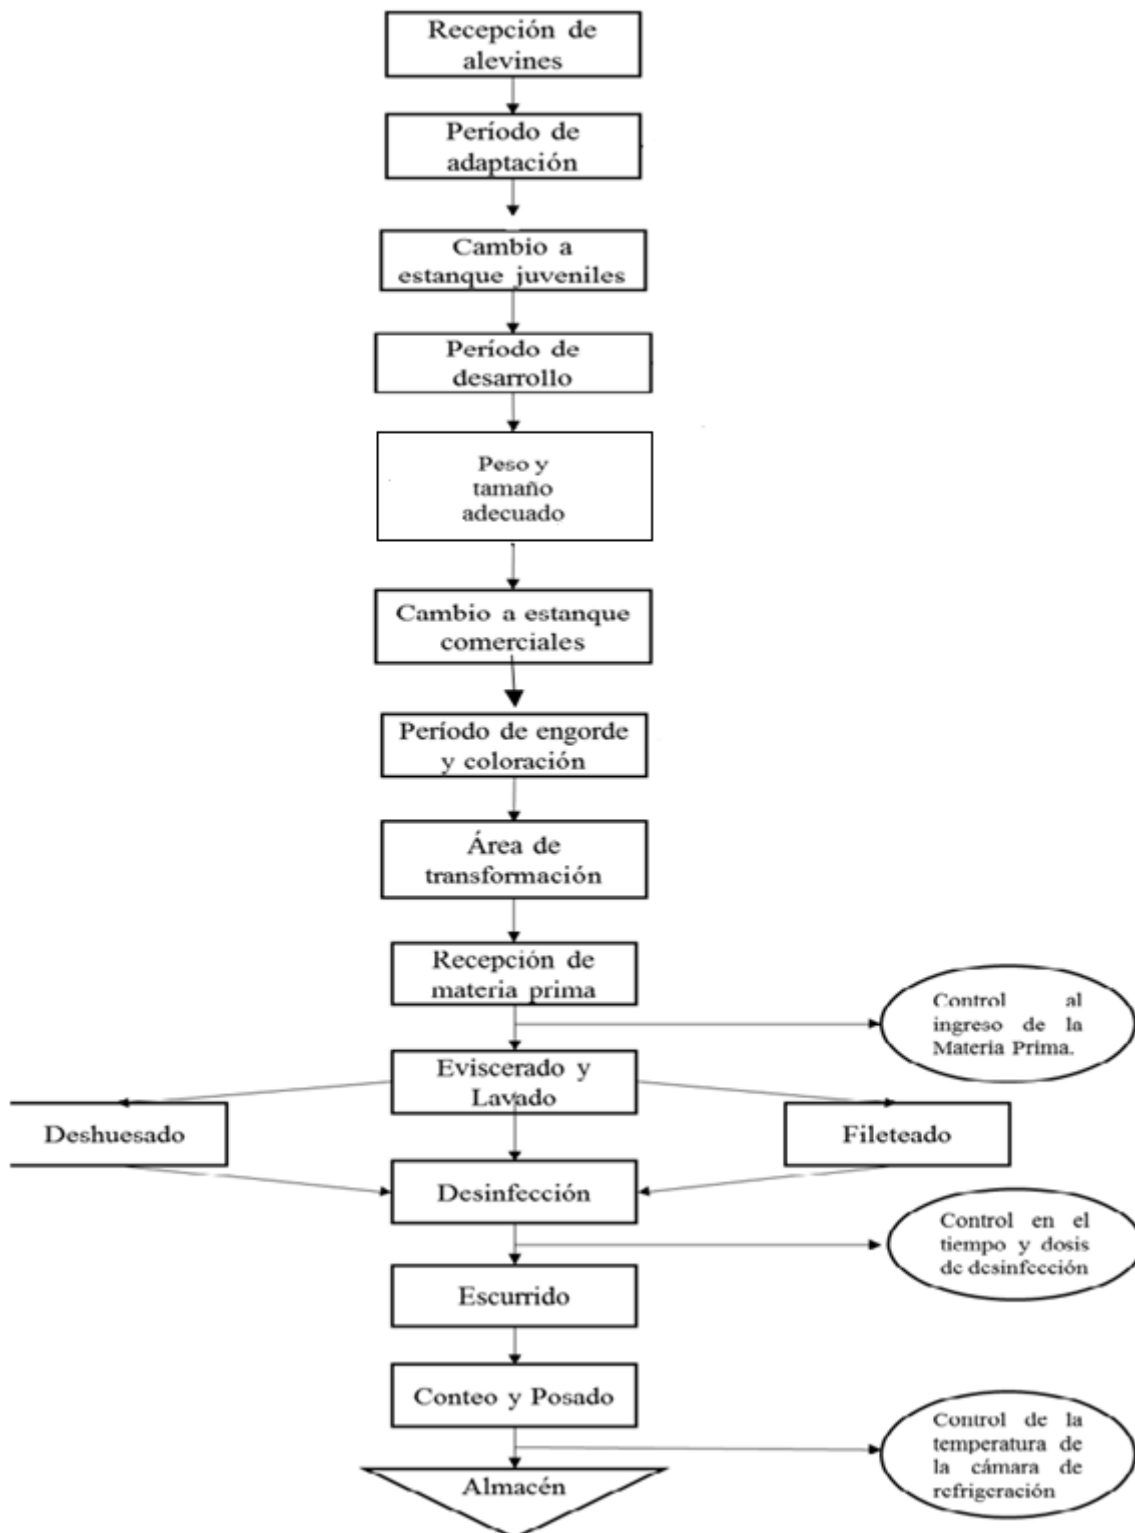 Recepción de
alevines
Período de
adaptación
Cambio a
estanque juveniles
Período de
desarrollo
Peso y
tamaño
adecuado
Cambio a estanque
comerciales
Período de engorde
y coloración
Área de
transformación
Recepción de
materia prima
Control al
ingreso de la
Materia Prima.
Eviscerado y
Lavado
Deshuesado
Fileteado
Desinfección
Control en el
tiempo y dosis
de desinfección
Escurrido
Conteo y Posado
Control de la
temperatura de
la cámara de
refrigeración
Almacén